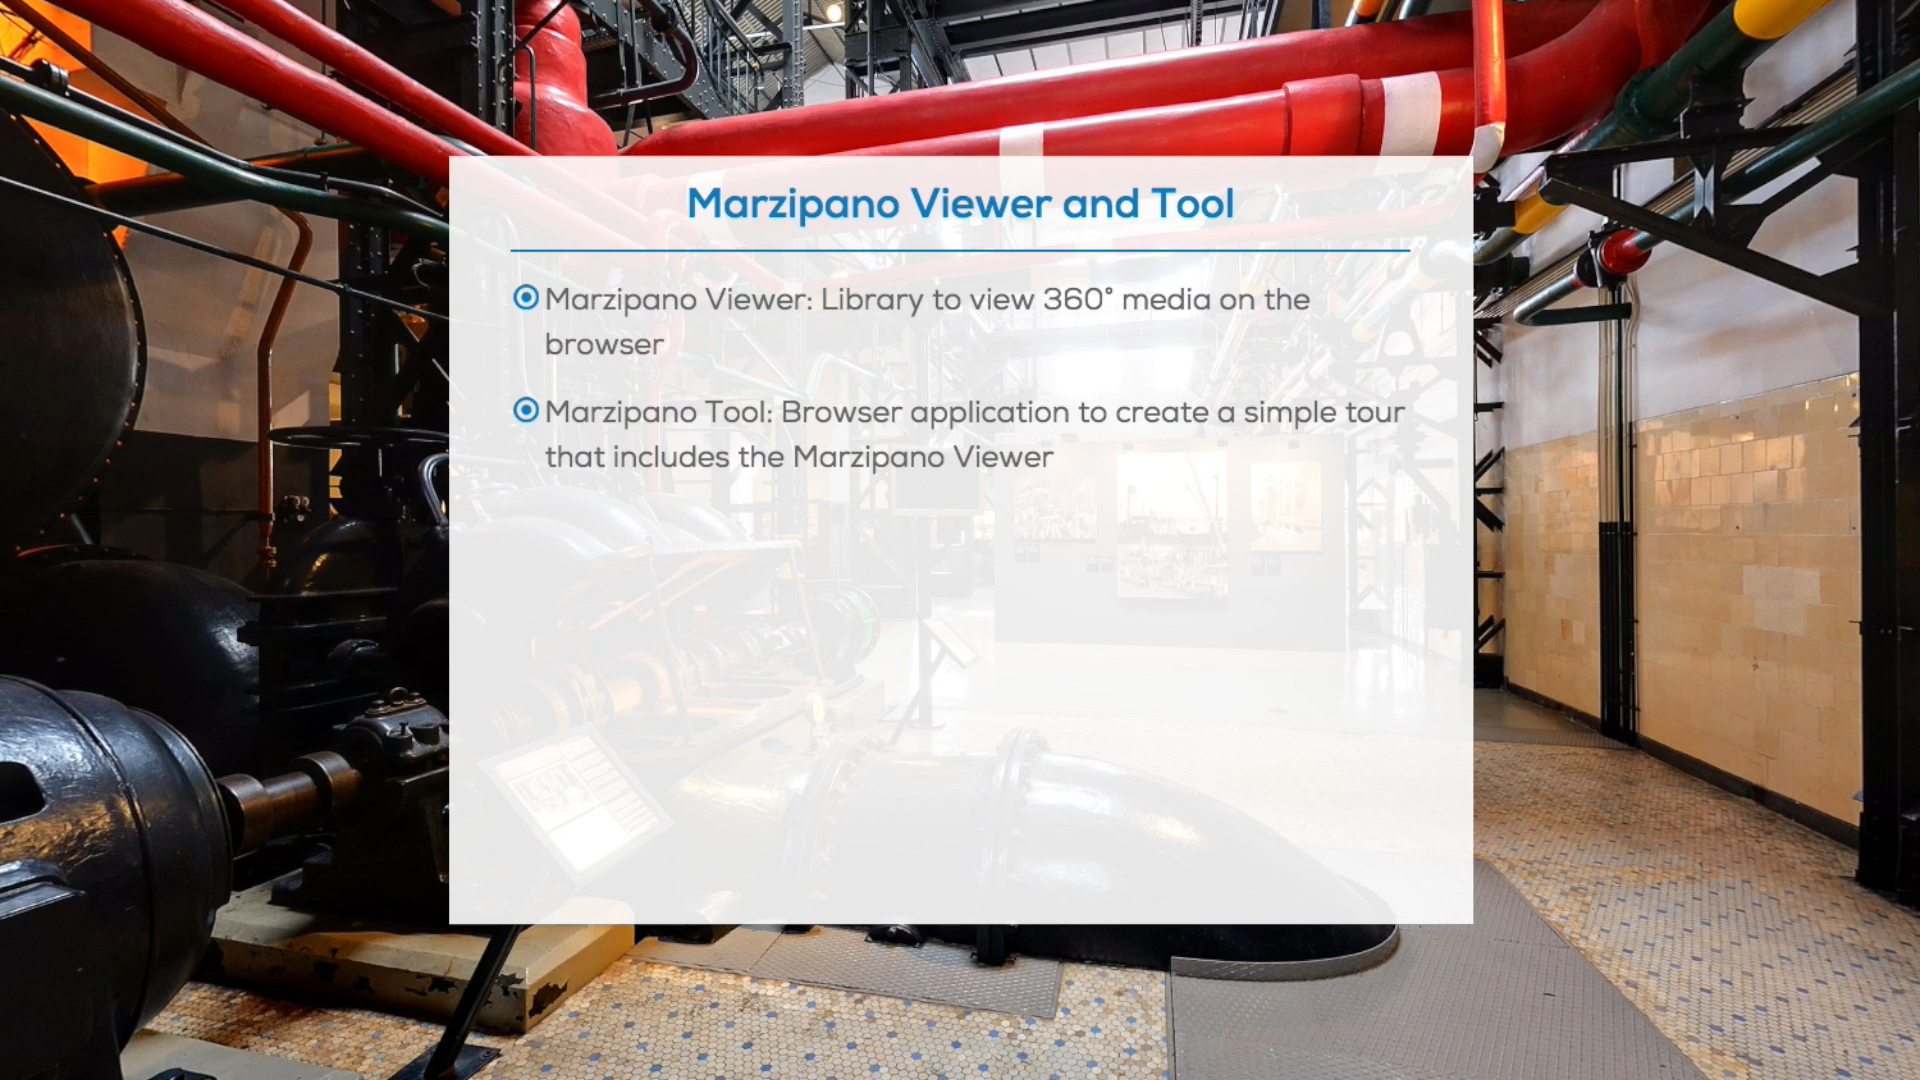 Marzipano Viewer and Tool
Marzipano Viewer: Library to view 360° media on the
browser
Marzipano Tool: Browser application to create a simple tour
that includes the Marzipano Viewer